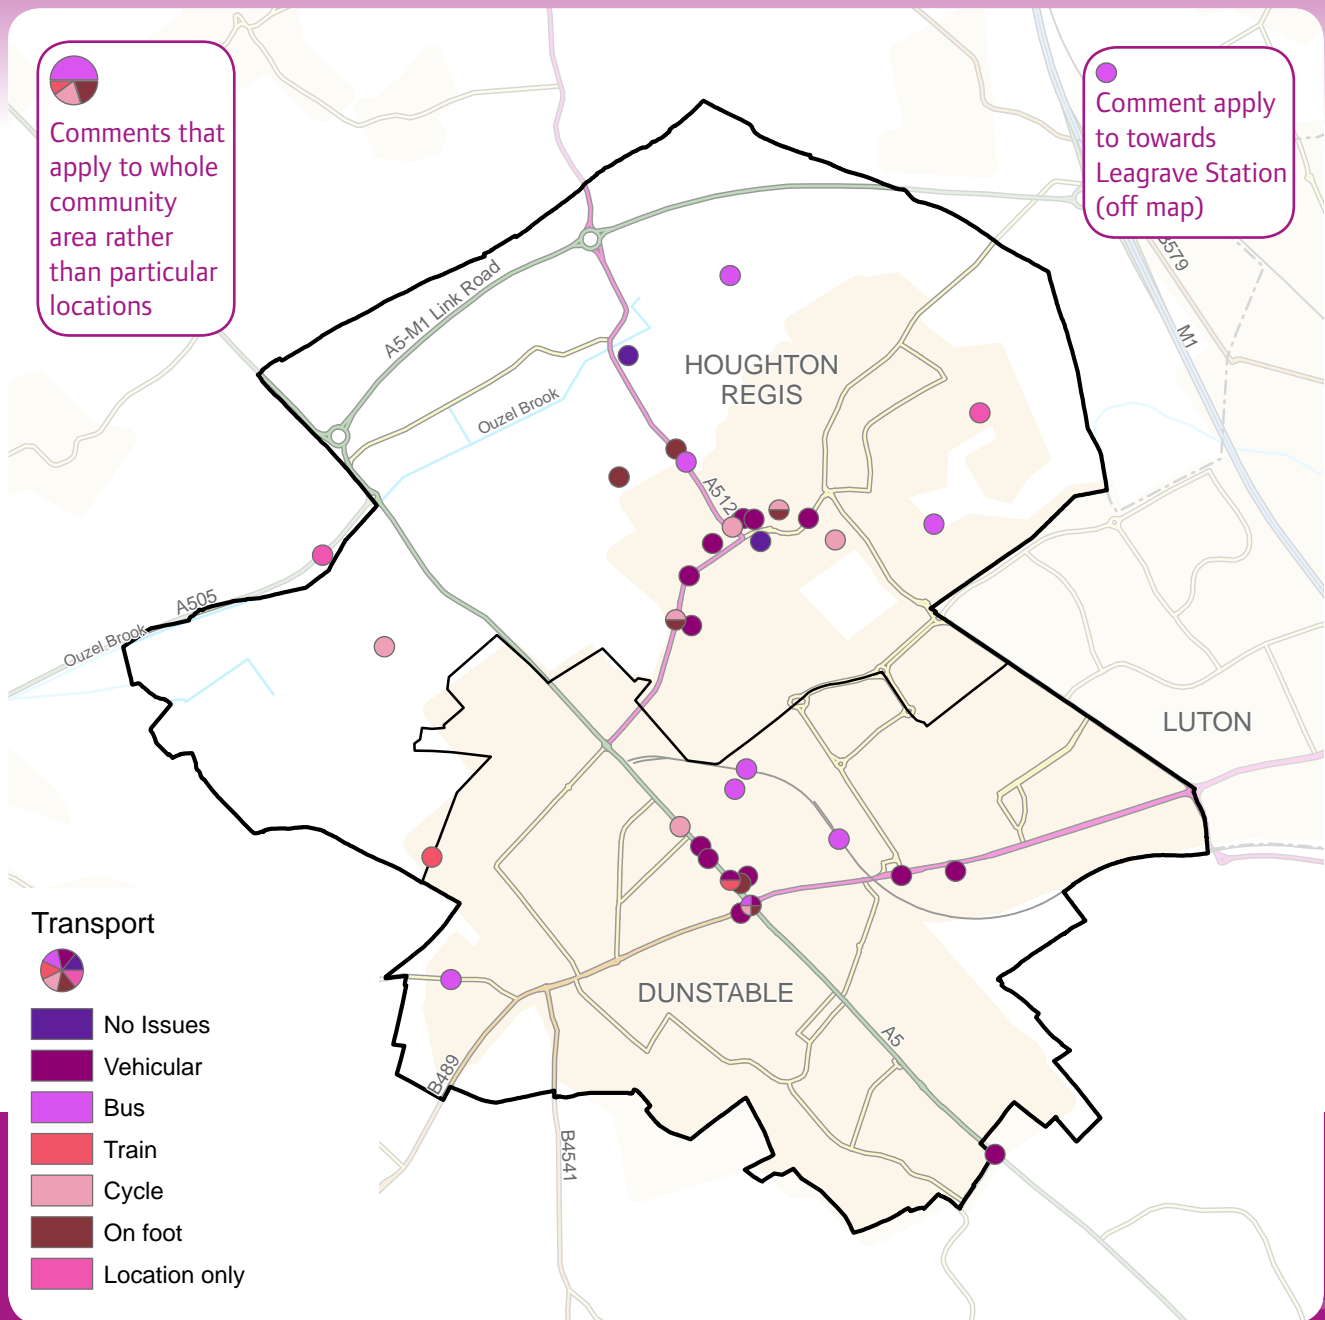 Comments that
apply to whole
community
area rather
than particular
locations
Comment apply
to towards
Leagrave Station
(off map)
B579
M1
A5-M1 Link Road
HOUGHTON
REGIS
Ouzel Brook
A512
A505
Ouzel Brook
LUTON
DUNSTABLE
A5
B489
B4541
Transport
No Issues
Vehicular
Bus
Train
Cycle
On foot
Location only